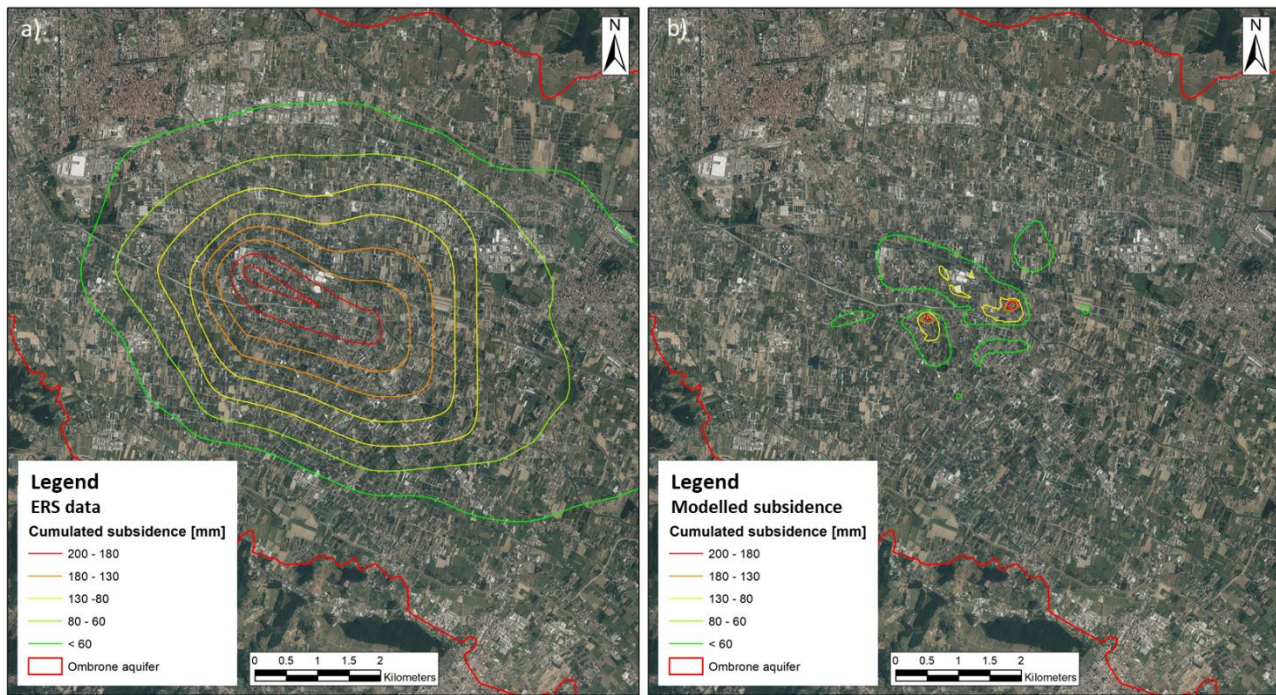 a)
N
Legend
ERS data
Cumulated subsidence [mm]
200 - 180
180 - 130
130 -80
80 - 60
< 60
Ombrone aquifer
0 0.5 1 1.5 2
Kilometers
b)
N
Legend
Modelled subsidence
Cumulated subsidence [mm]
200 - 180
180 - 130
130 - 80
80 - 60
< 60
Ombrone aquifer
0 0.5 1 1.5 2
Kilometers